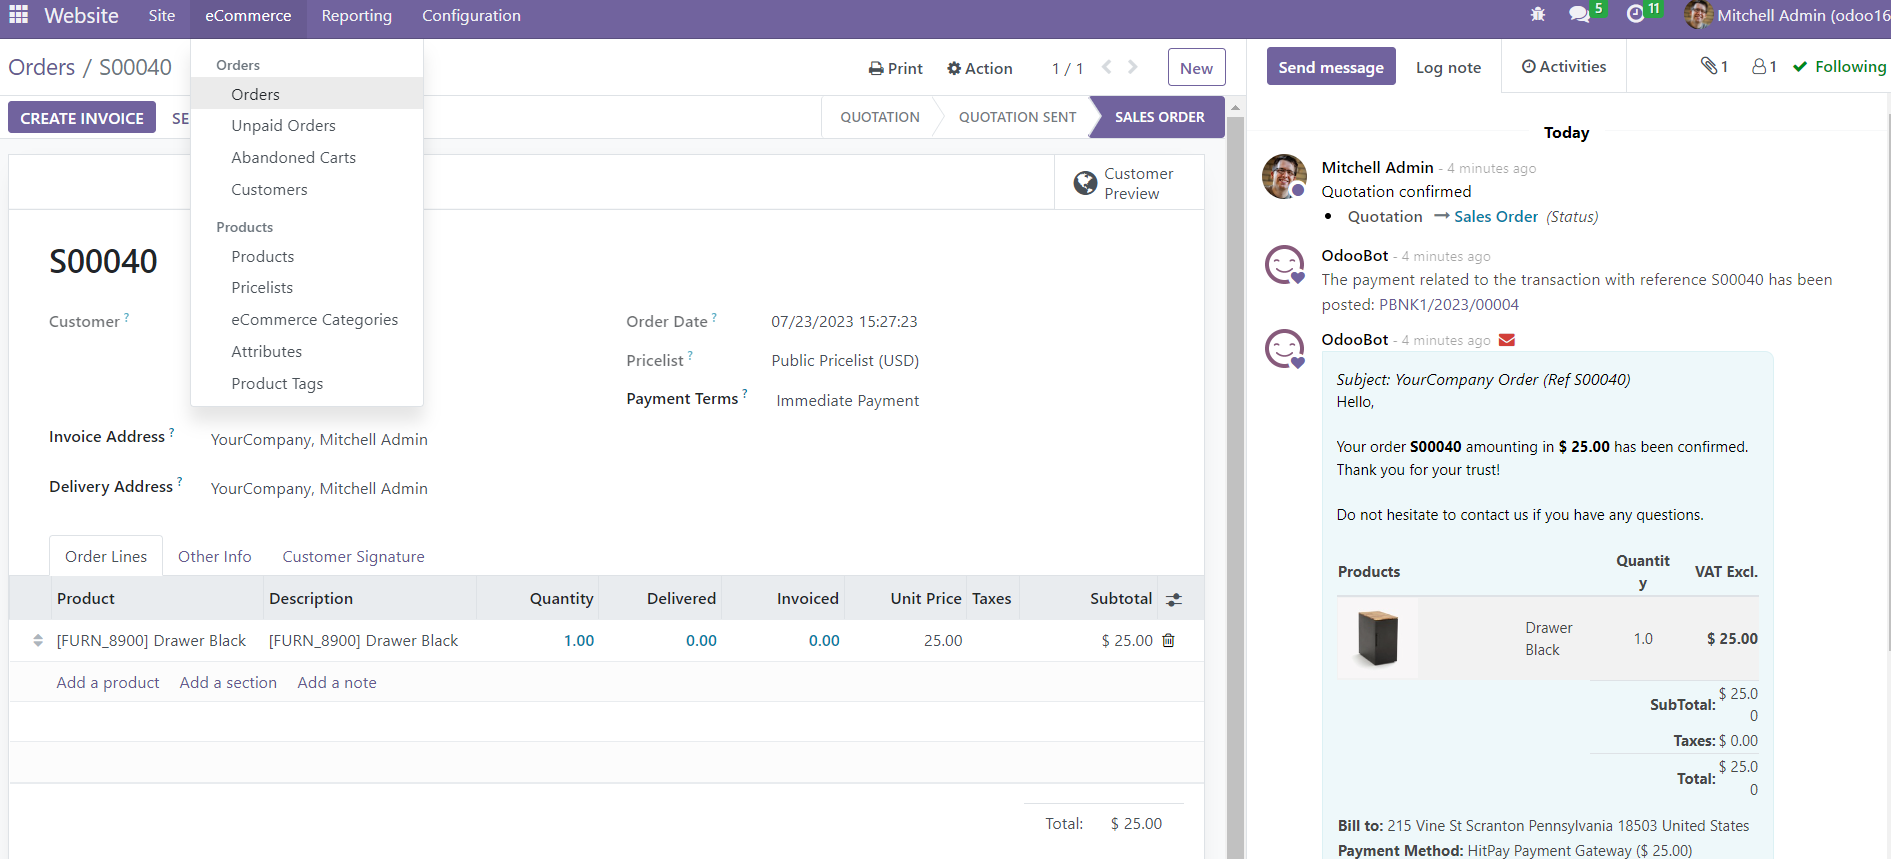 Website Site eCommerce Reporting Configuration 5 11 Mitchell Admin (odoo16
Orders / S00040
Print Action 1 / 1 New
CREATE INVOICE SE
QUOTATION QUOTATION SENT SALES ORDER
Orders
Orders
Unpaid Orders
Abandoned Carts
Customers
Products
Products
Pricelists
eCommerce Categories
Attributes
Product Tags
Customer
Preview
S00040
Customer ?
Order Date ? 07/23/2023 15:27:23
Pricelist ? Public Pricelist (USD)
Payment Terms ? Immediate Payment
Invoice Address ? YourCompany, Mitchell Admin
Delivery Address ? YourCompany, Mitchell Admin
Order Lines Other Info Customer Signature
Product Description Quantity Delivered Invoiced Unit Price Taxes Subtotal
[FURN_8900] Drawer Black [FURN_8900] Drawer Black 1.00 0.00 0.00 25.00 $ 25.00
Add a product Add a section Add a note
Total: $ 25.00
Send message Log note Activities 1 1 Following
Today
Mitchell Admin - 4 minutes ago
Quotation confirmed
• Quotation → Sales Order (Status)
OdooBot - 4 minutes ago
The payment related to the transaction with reference S00040 has been
posted: PBNK1/2023/00004
OdooBot - 4 minutes ago
Subject: YourCompany Order (Ref S00040)
Hello,
Your order S00040 amounting in $ 25.00 has been confirmed.
Thank you for your trust!
Do not hesitate to contact us if you have any questions.
Products Quantit
y VAT Excl.
Drawer
Black 1.0 $ 25.00
SubTotal: $ 25.0
0
Taxes: $ 0.00
Total: $ 25.0
0
Bill to: 215 Vine St Scranton Pennsylvania 18503 United States
Payment Method: HitPay Payment Gateway ($ 25.00)